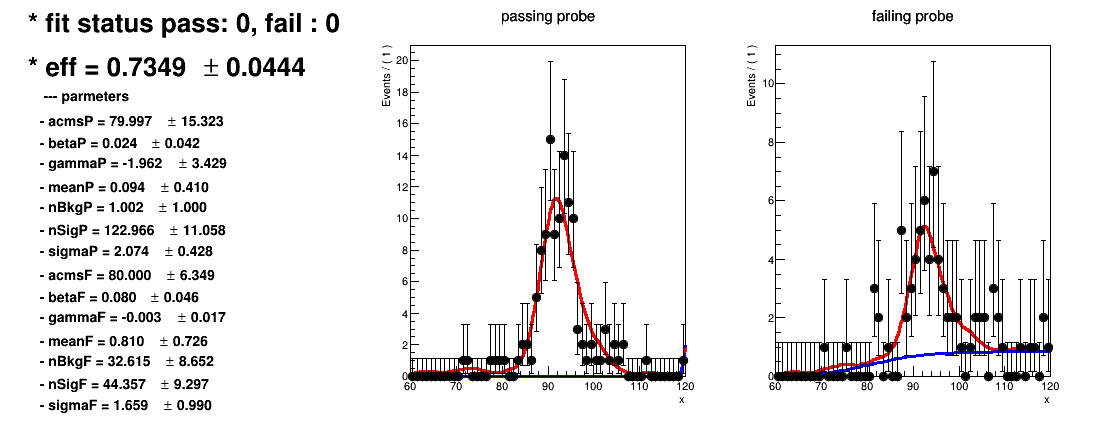 * fit status pass: 0, fail : 0
* eff = 0.7349 ± 0.0444
--- parmeters
- acmsP = 79.997 ± 15.323
- betaP = 0.024 ± 0.042
- gammaP = -1.962 ± 3.429
- meanP = 0.094 ± 0.410
- nBkgP = 1.002 ± 1.000
- nSigP = 122.966 ± 11.058
- sigmaP = 2.074 ± 0.428
- acmsF = 80.000 ± 6.349
- betaF = 0.080 ± 0.046
- gammaF = -0.003 ± 0.017
- meanF = 0.810 ± 0.726
- nBkgF = 32.615 ± 8.652
- nSigF = 44.357 ± 9.297
- sigmaF = 1.659 ± 0.990
passing probe
Events / ( 1 )
20
18
16
14
12
10
8
6
4
2
0
60 70 80 90 100 110 120
x
failing probe
Events / ( 1 )
10
8
6
4
2
0
60 70 80 90 100 110 120
x